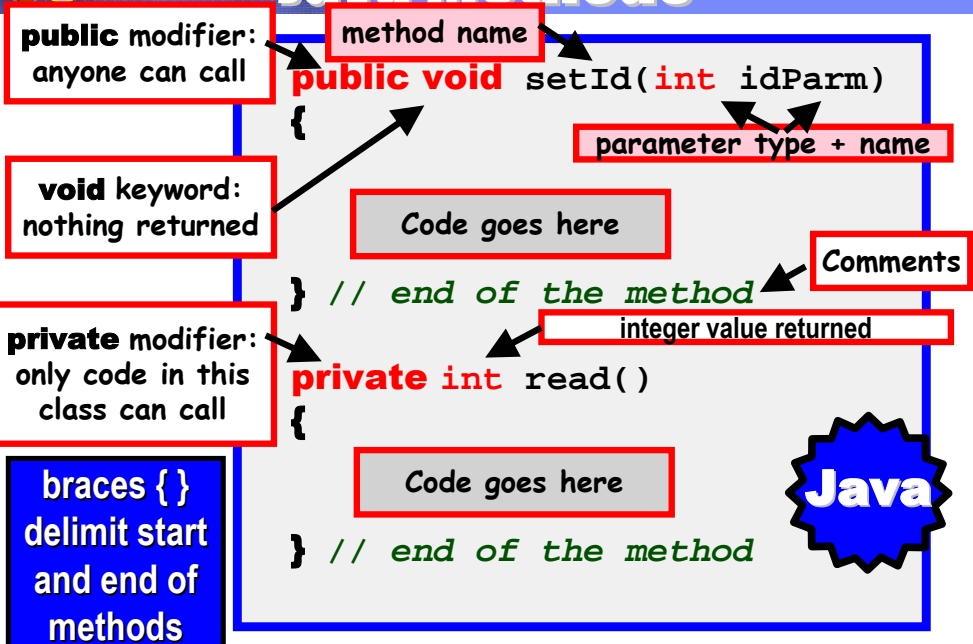 public modifier:
anyone can call
method name
public void setId(int idParm)
{
parameter type + name
void keyword:
nothing returned
Code goes here
Comments
} // end of the method
integer value returned
private modifier:
only code in this
class can call
private int read()
{
Code goes here
Java
braces { }
delimit start
and end of
methods
} // end of the method